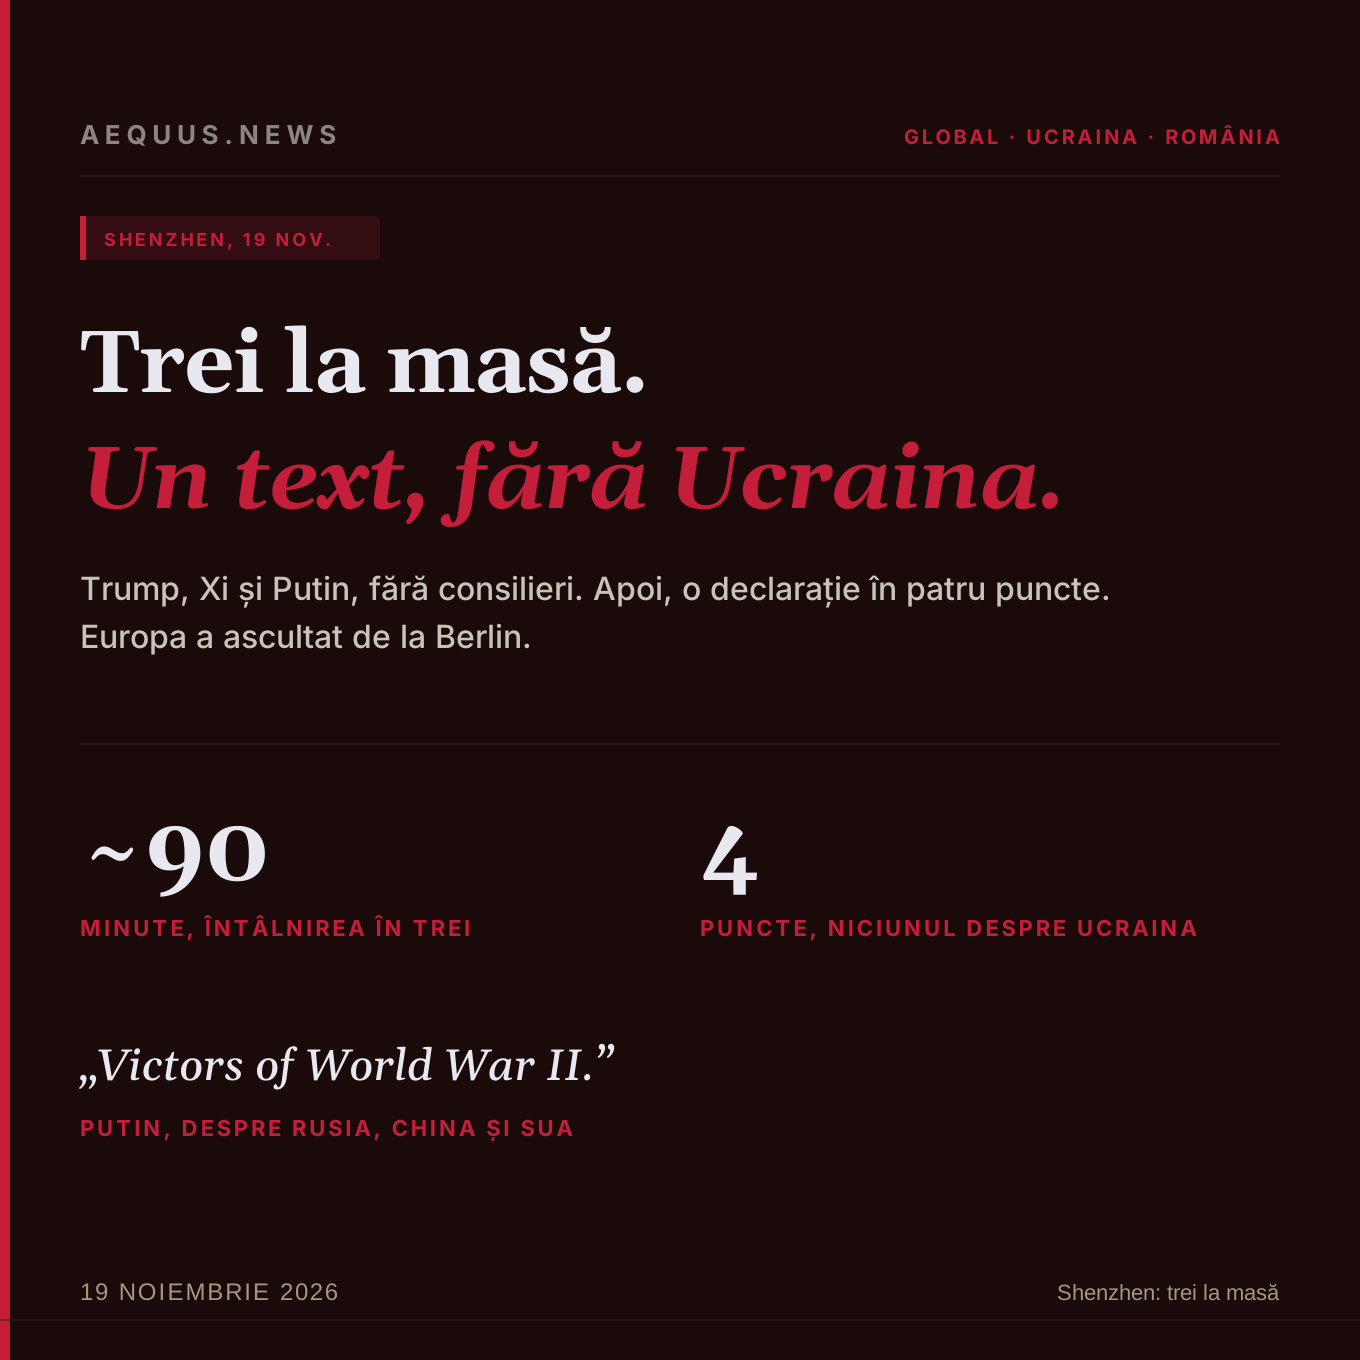 AEQUUS.NEWS
GLOBAL · UCRAINA · ROMÂNIA
SHENZHEN, 19 NOV.
Trei la masă.
Un text, fără Ucraina.
Trump, Xi și Putin, fără consilieri. Apoi, o declarație în patru puncte.
Europa a ascultat de la Berlin.
~90
MINUTE, ÎNTÂLNIREA ÎN TREI
4
PUNCTE, NICIUNUL DESPRE UCRAINA
„Victors of World War II.”
PUTIN, DESPRE RUSIA, CHINA ȘI SUA
19 NOIEMBRIE 2026
Shenzhen: trei la masă